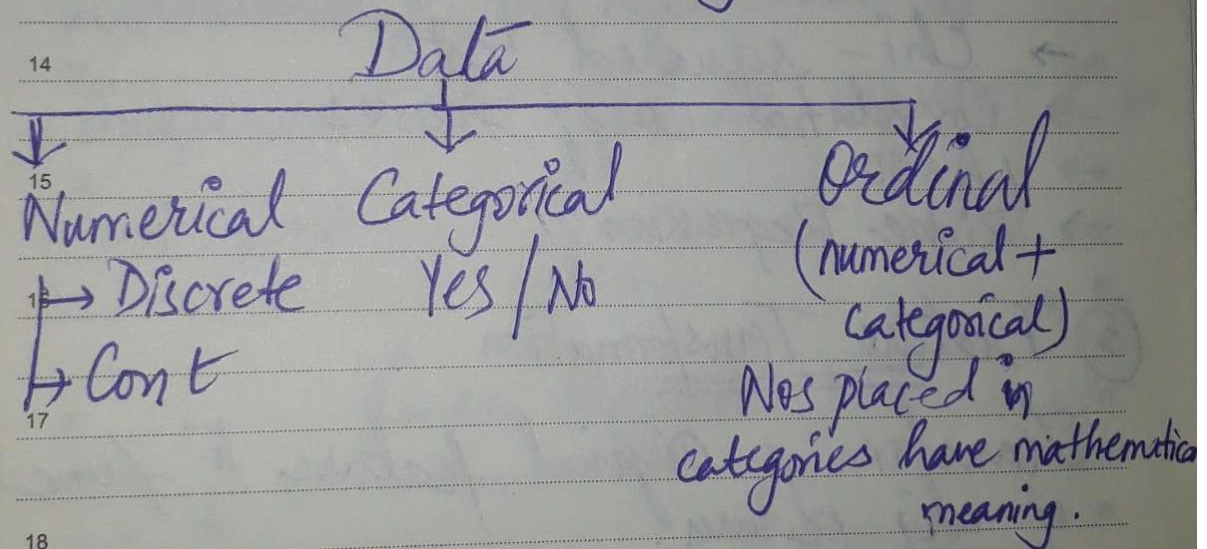 14
Data
15
Numerical Categorical Ordinal
→ Discrete Yes / No (numerical +
categorical)
→ Cont
17
Nos placed in
categories have mathematica
meaning.
18